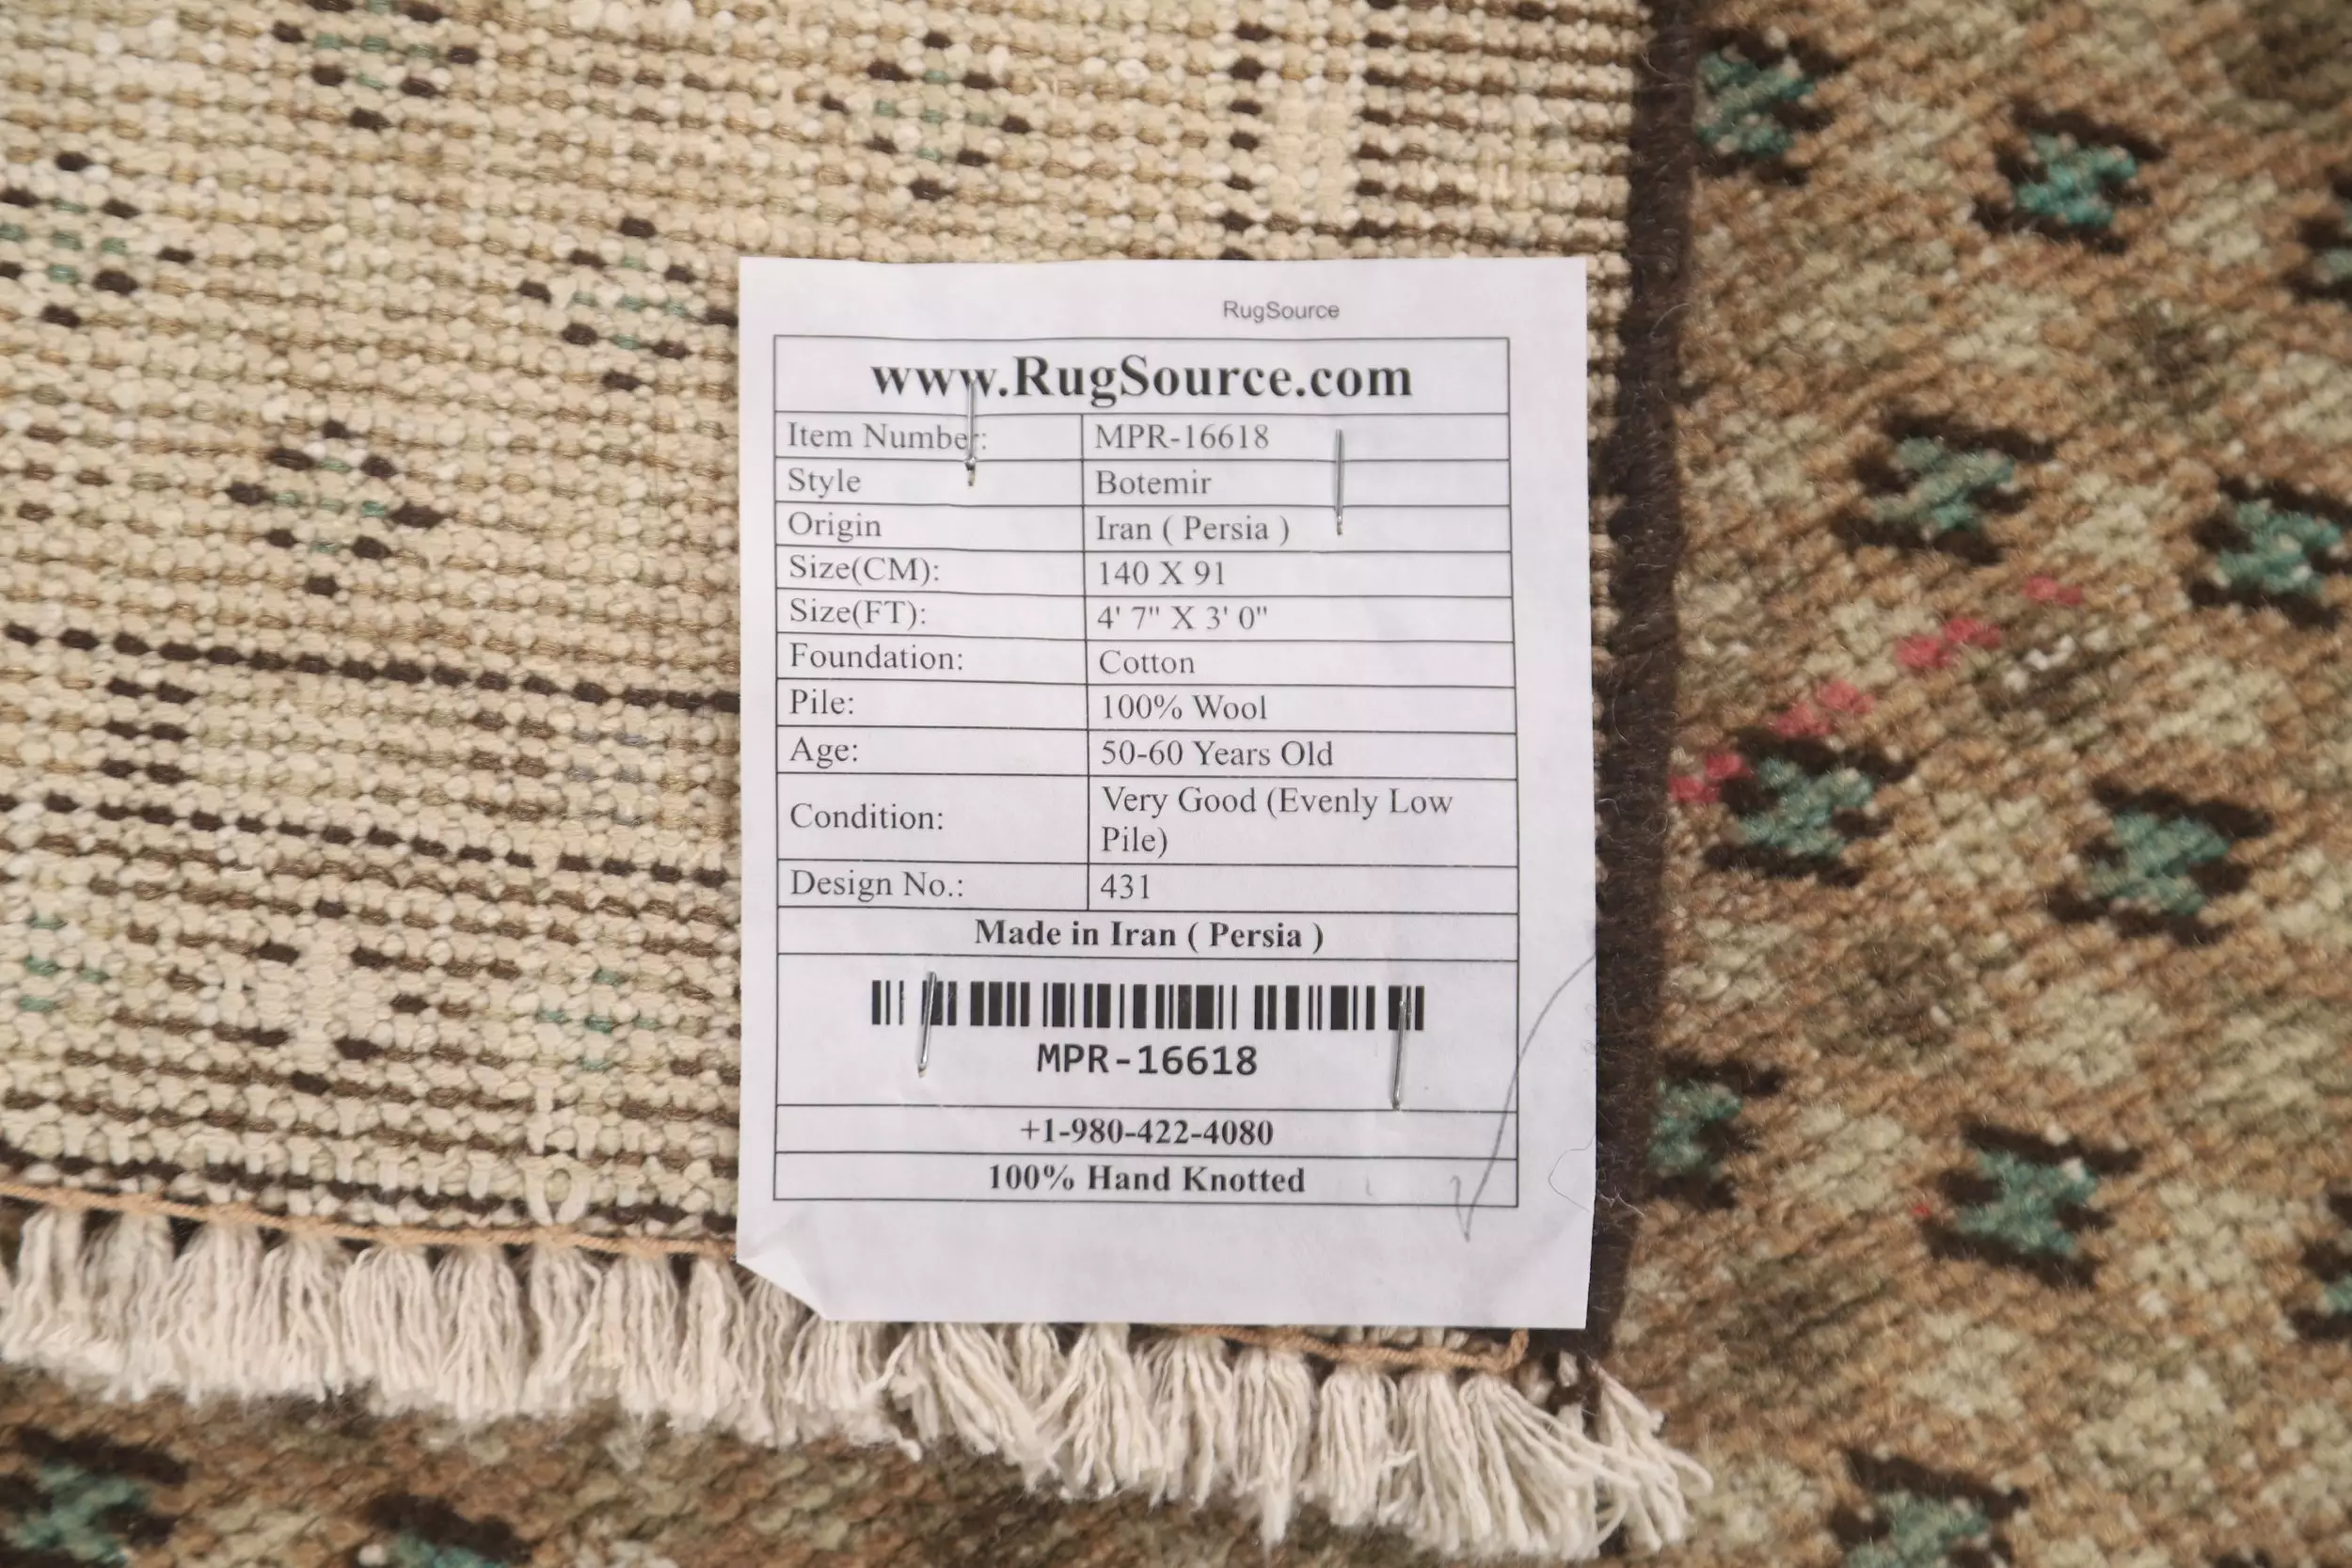 RugSource
www.RugSource.com
Item Number: MPR-16618
Style Botemir
Origin Iran ( Persia )
Size(CM): 140 X 91
Size(FT): 4' 7" X 3' 0"
Foundation: Cotton
Pile: 100% Wool
Age: 50-60 Years Old
Condition: Very Good (Evenly Low
Pile)
Design No.: 431
Made in Iran ( Persia )
MPR-16618
+1-980-422-4080
100% Hand Knotted